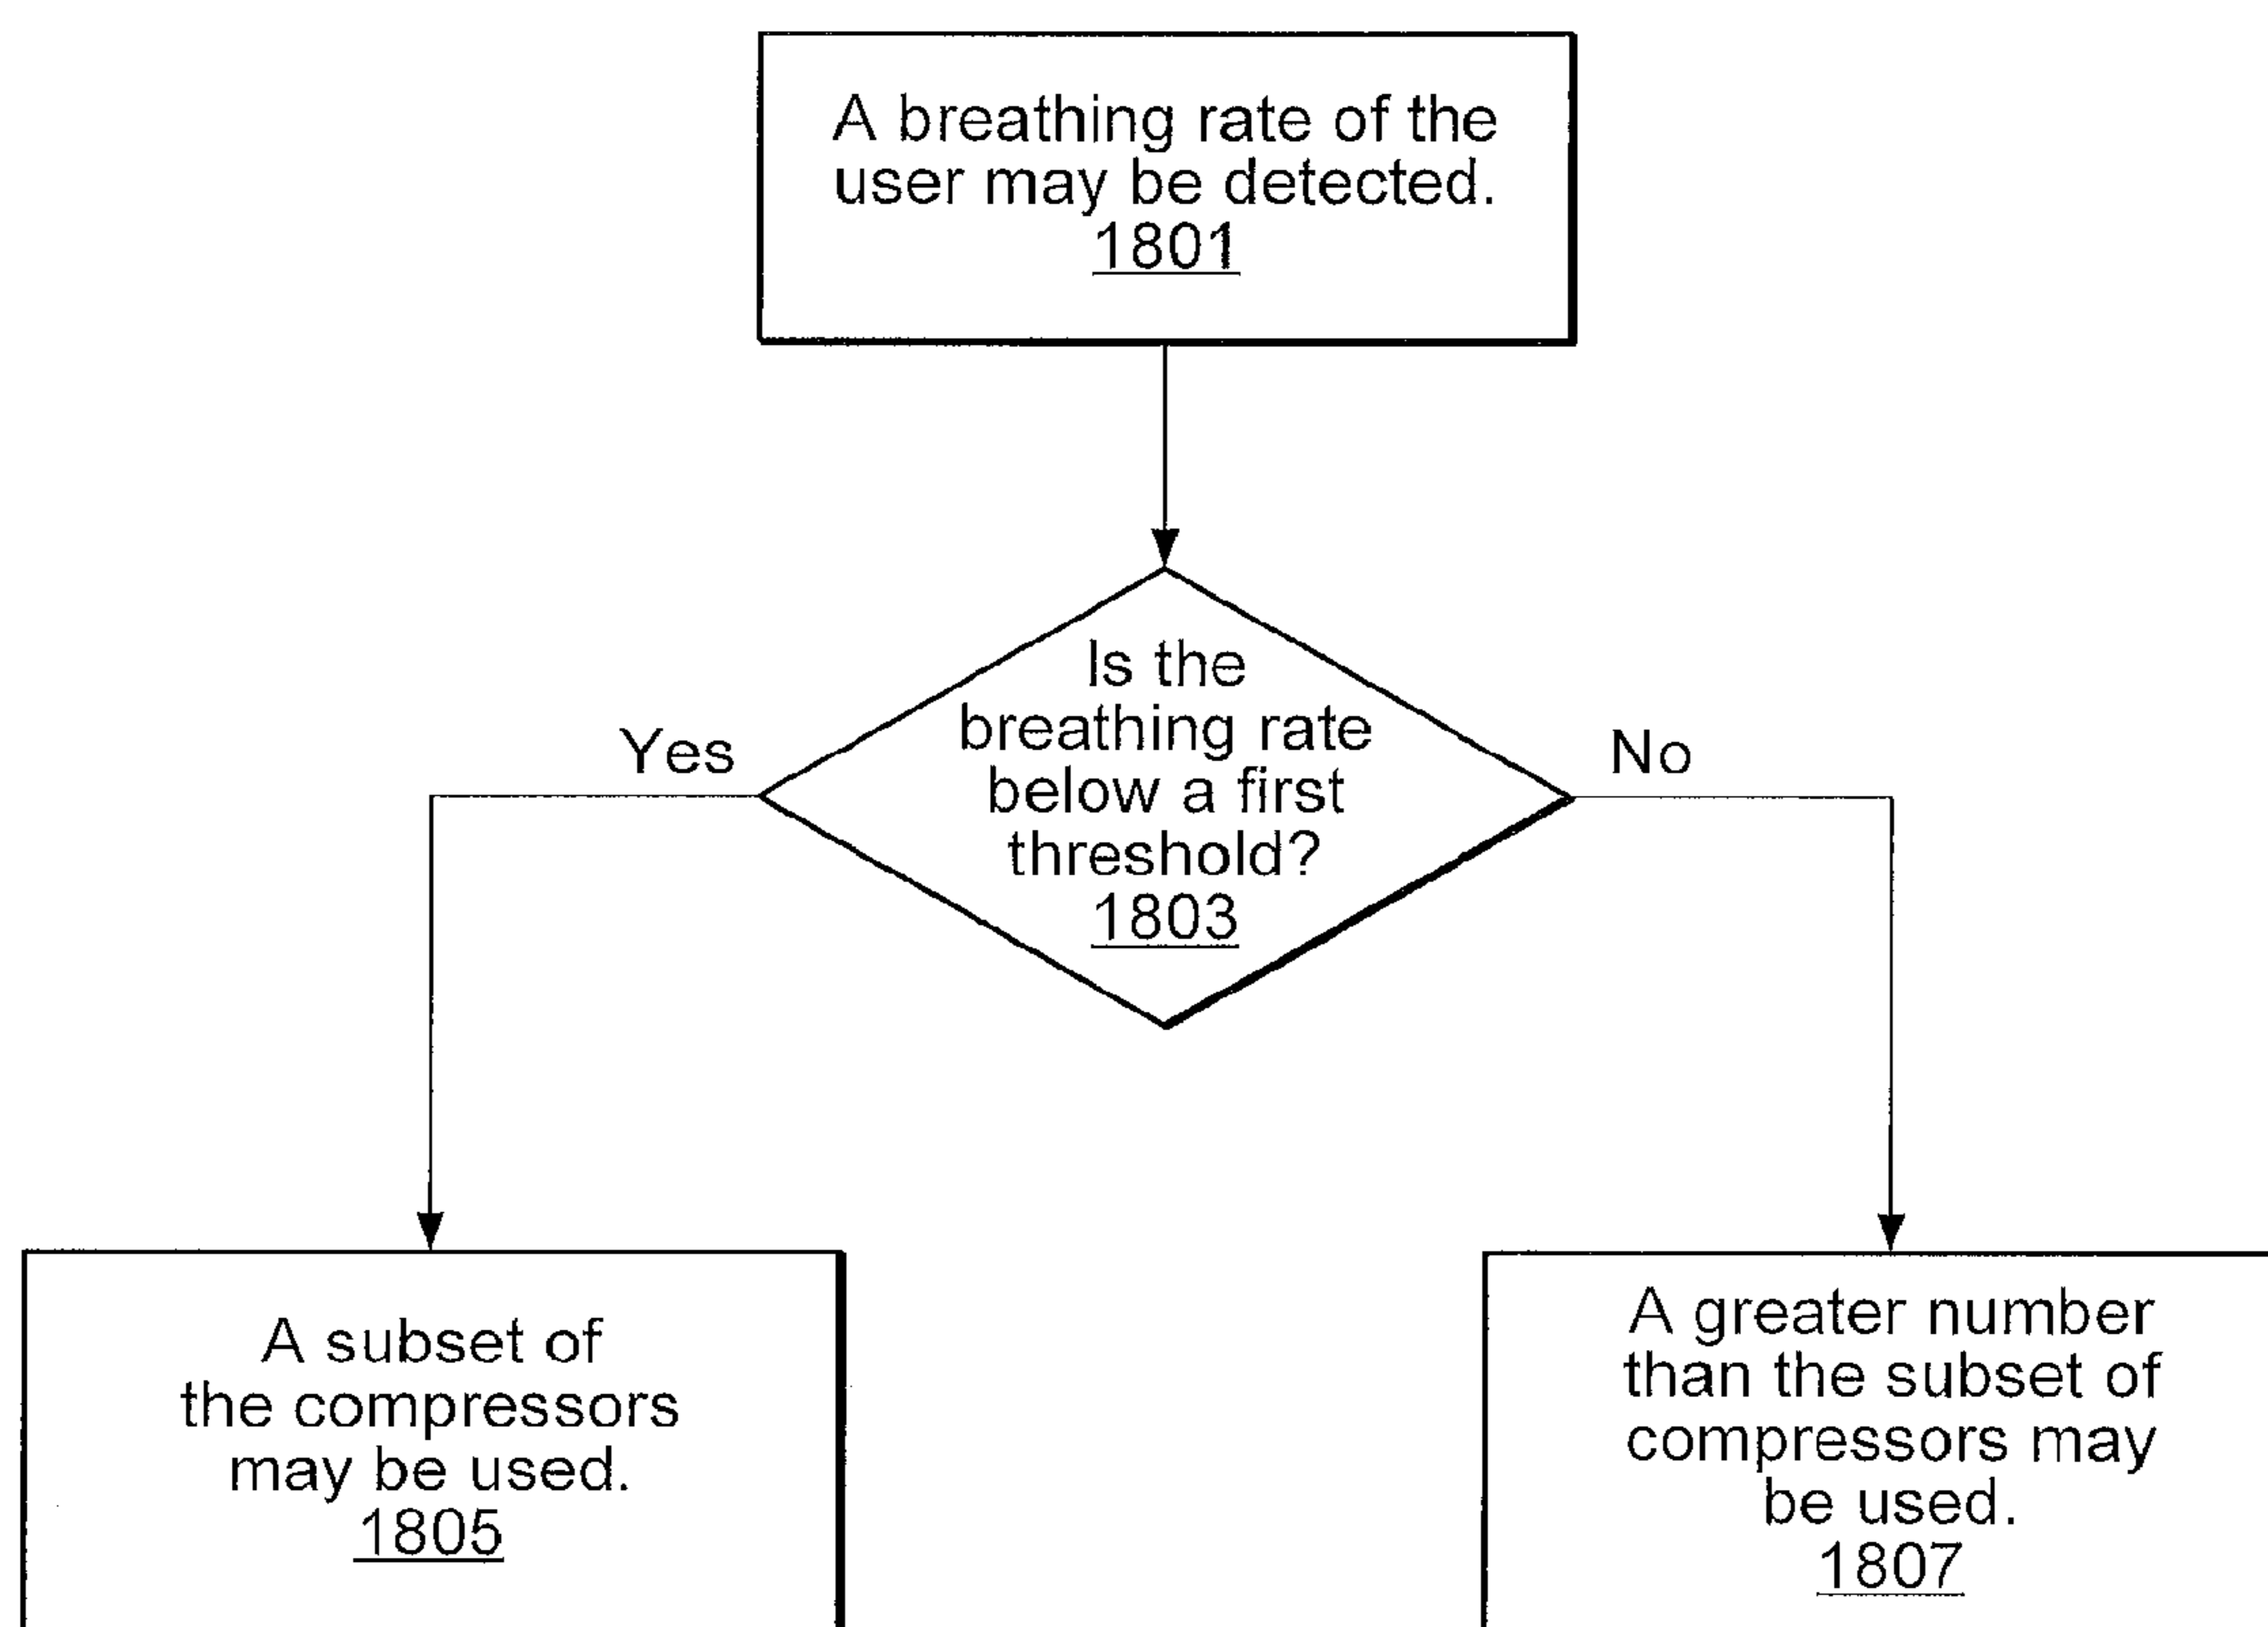 A breathing rate of the
user may be detected.
1801
Is the
breathing rate
below a first
threshold?
1803
Yes
No
A subset of
the compressors
may be used.
1805
A greater number
than the subset of
compressors may
be used.
1807